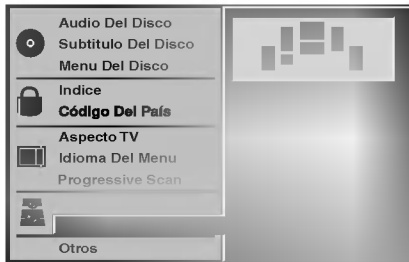 Audio Del Disco
Subtitulo Del Disco
Menu Del Disco
Indice
Código Del País
Aspecto TV
Idioma Del Menu
Progressive Scan
Otros